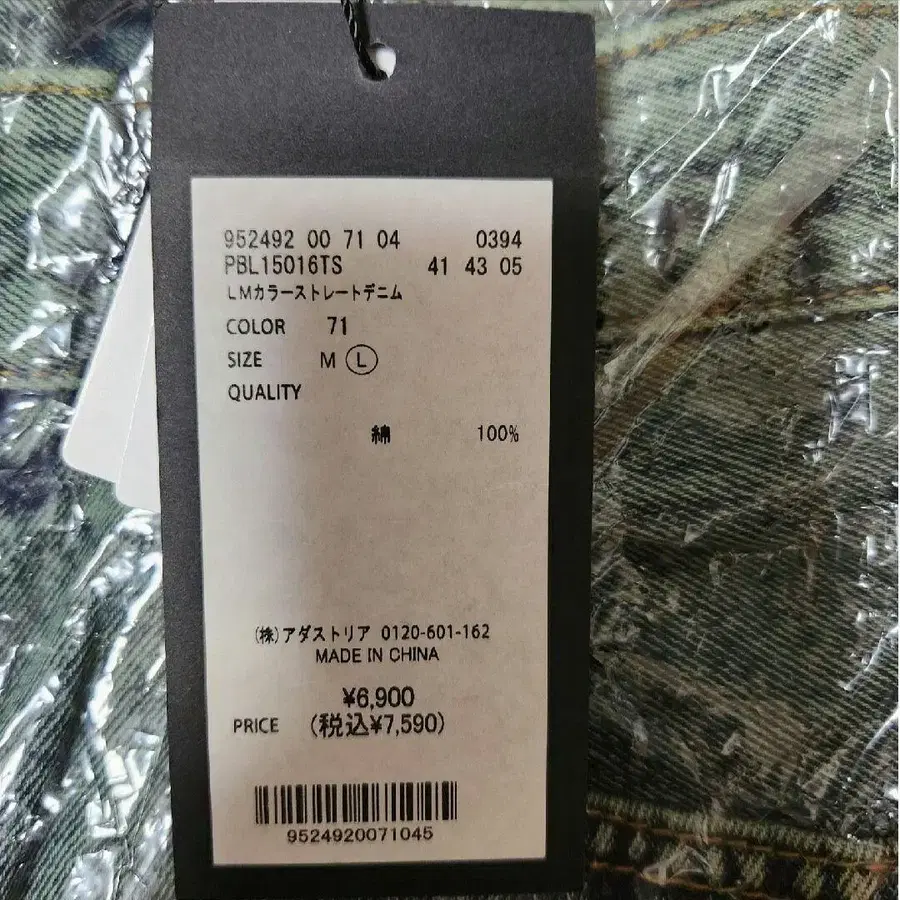 952492 00 71 04 0394
PBL15016TS 41 43 05
LMカラーストレートデニム
COLOR 71
SIZE M L
QUALITY
綿 100%
(株)アダストリア 0120-601-162
MADE IN CHINA
¥6,900
PRICE (税込¥7,590)
9524920071045